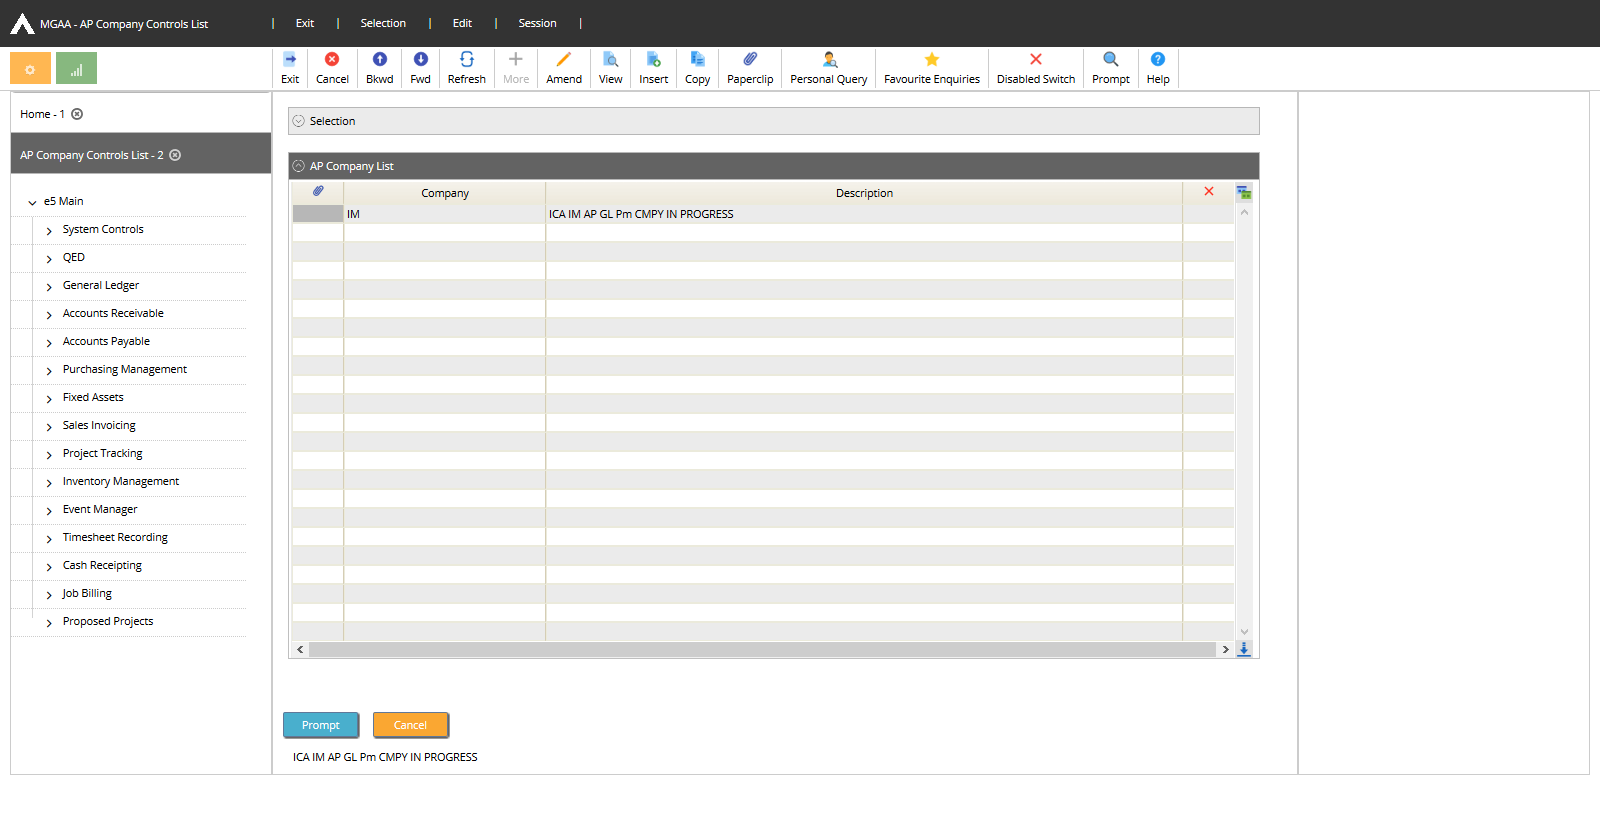 MGAA - AP Company Controls List
Exit
Selection
Edit
Session
Exit
Cancel
Bkwd
Fwd
Refresh
More
Amend
View
Insert
Copy
Paperclip
Personal Query
Favourite Enquiries
Disabled Switch
Prompt
Help
Home - 1
AP Company Controls List - 2
e5 Main
System Controls
QED
General Ledger
Accounts Receivable
Accounts Payable
Purchasing Management
Fixed Assets
Sales Invoicing
Project Tracking
Inventory Management
Event Manager
Timesheet Recording
Cash Receipting
Job Billing
Proposed Projects
Selection
AP Company List
Company
Description
IM
ICA IM AP GL Pm CMPY IN PROGRESS
Prompt
Cancel
ICA IM AP GL Pm CMPY IN PROGRESS